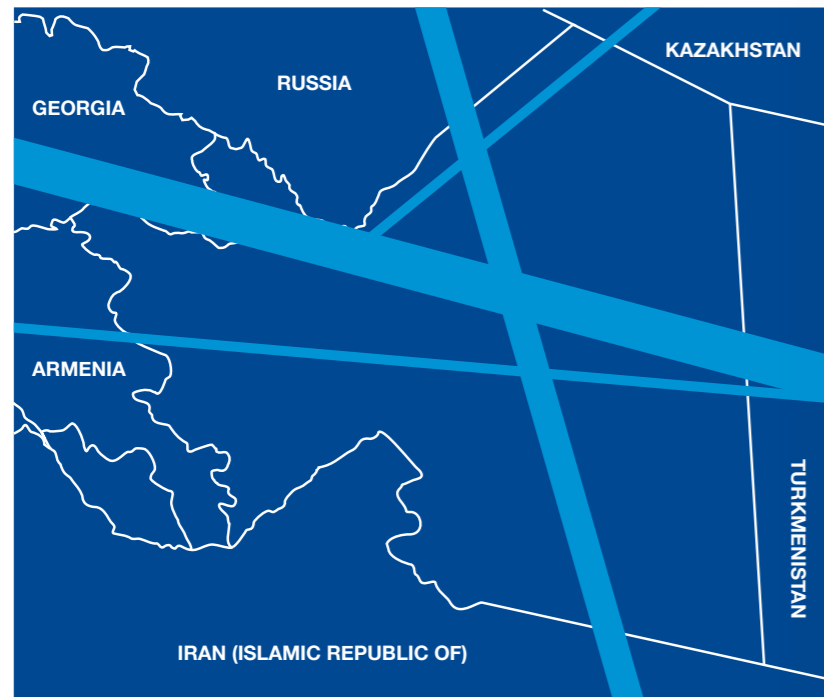 KAZAKHSTAN
RUSSIA
GEORGIA
ARMENIA
TURKMENISTAN
IRAN (ISLAMIC REPUBLIC OF)